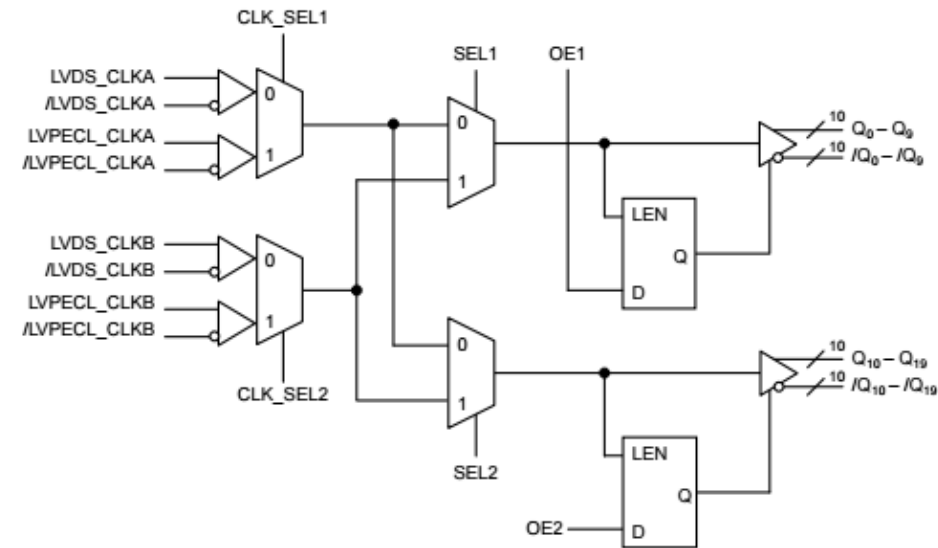 CLK_SEL1
SEL1 OE1
LVDS_CLKA
/LVDS_CLKA
LVPECL_CLKA
/LVPECL_CLKA
0
1
0
1
10 Q0 – Q9
10 /Q0 – /Q9
LEN
Q
D
LVDS_CLKB
/LVDS_CLKB
LVPECL_CLKB
/LVPECL_CLKB
0
1
CLK_SEL2
0
1
SEL2
10 Q10 – Q19
10 /Q10 – /Q19
LEN
Q
OE2 D